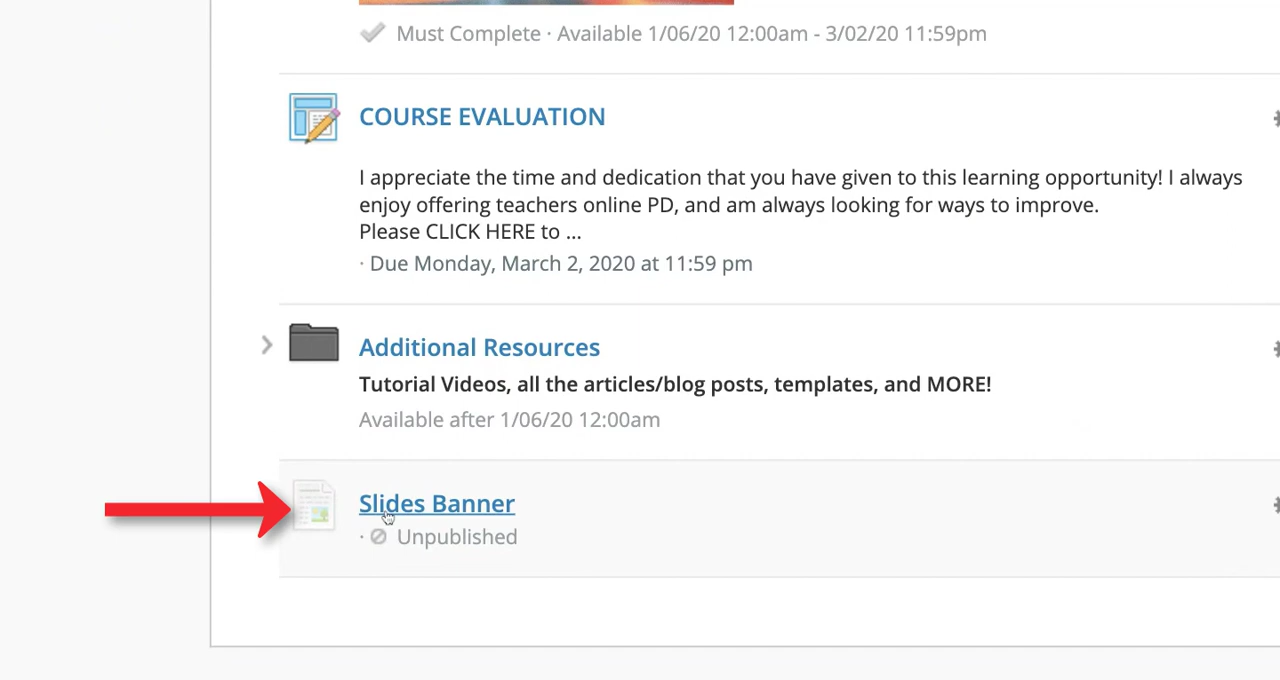 Must Complete · Available 1/06/20 12:00am - 3/02/20 11:59pm
COURSE EVALUATION
I appreciate the time and dedication that you have given to this learning opportunity! I always
enjoy offering teachers online PD, and am always looking for ways to improve.
Please CLICK HERE to ...
· Due Monday, March 2, 2020 at 11:59 pm
Additional Resources
Tutorial Videos, all the articles/blog posts, templates, and MORE!
Available after 1/06/20 12:00am
Slides Banner
· Unpublished